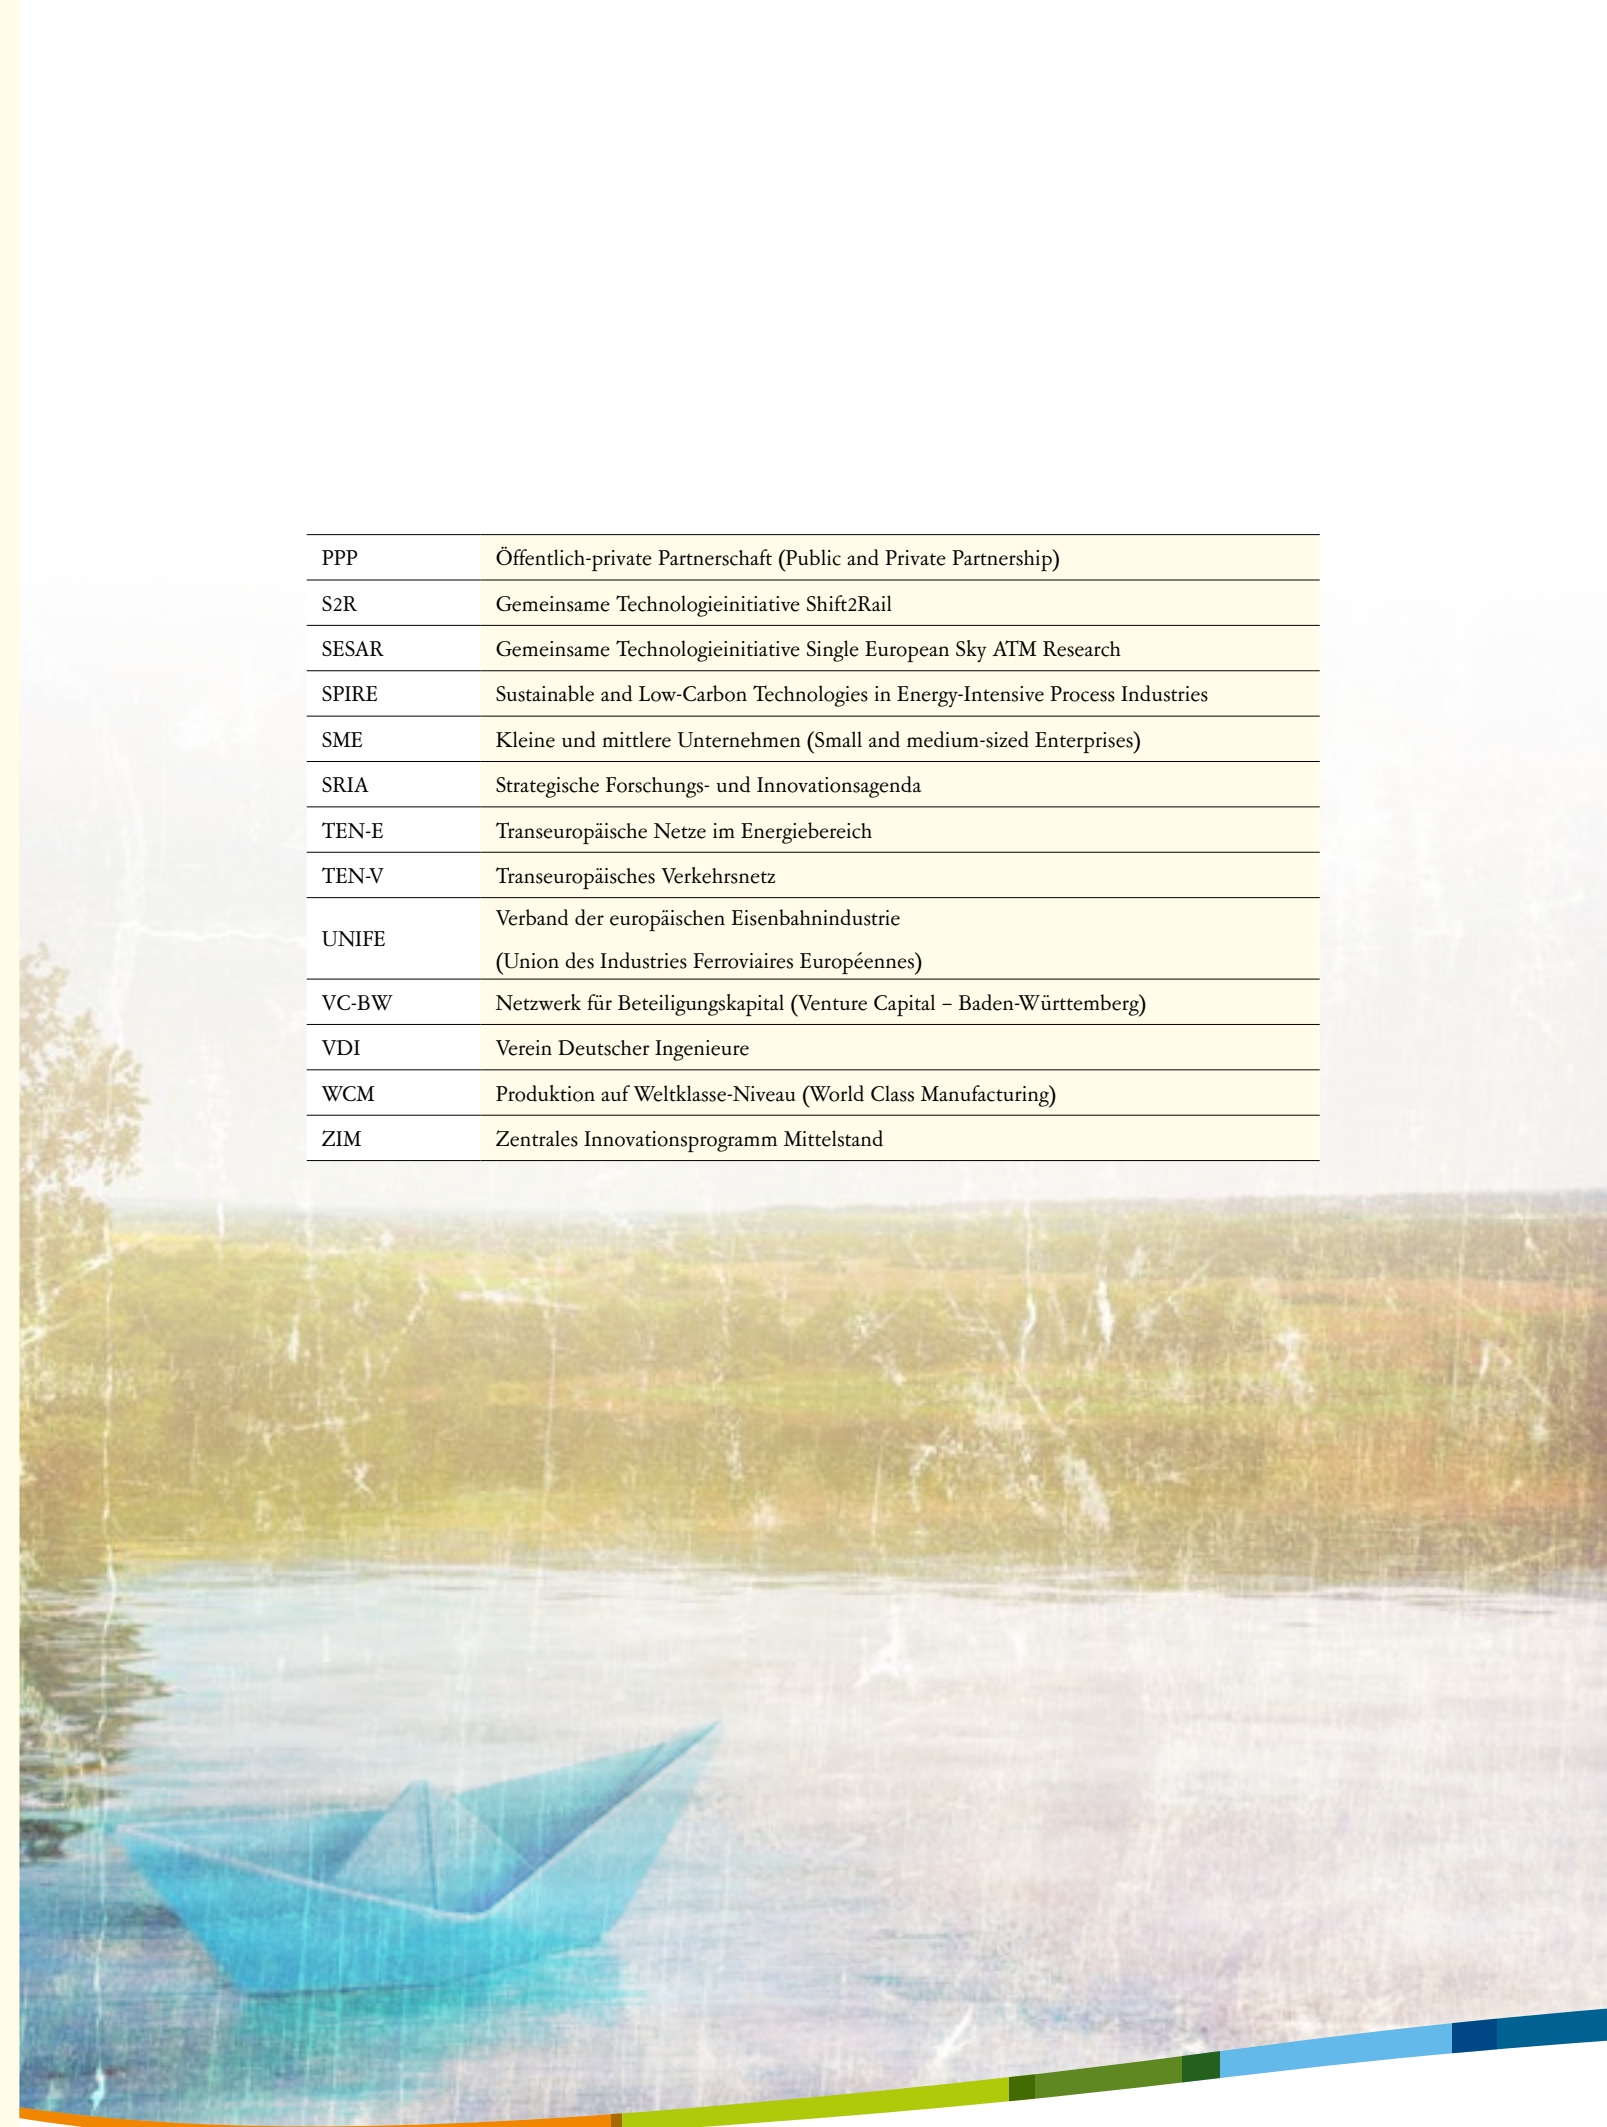 PPP Öffentlich-private Partnerschaft (Public and Private Partnership)
S2R Gemeinsame Technologieinitiative Shift2Rail
SESAR Gemeinsame Technologieinitiative Single European Sky ATM Research
SPIRE Sustainable and Low-Carbon Technologies in Energy-Intensive Process Industries
SME Kleine und mittlere Unternehmen (Small and medium-sized Enterprises)
SRIA Strategische Forschungs- und Innovationsagenda
TEN-E Transeuropäische Netze im Energiebereich
TEN-V Transeuropäisches Verkehrsnetz
UNIFE Verband der europäischen Eisenbahnindustrie
(Union des Industries Ferroviaires Européennes)
VC-BW Netzwerk für Beteiligungskapital (Venture Capital – Baden-Württemberg)
VDI Verein Deutscher Ingenieure
WCM Produktion auf Weltklasse-Niveau (World Class Manufacturing)
ZIM Zentrales Innovationsprogramm Mittelstand